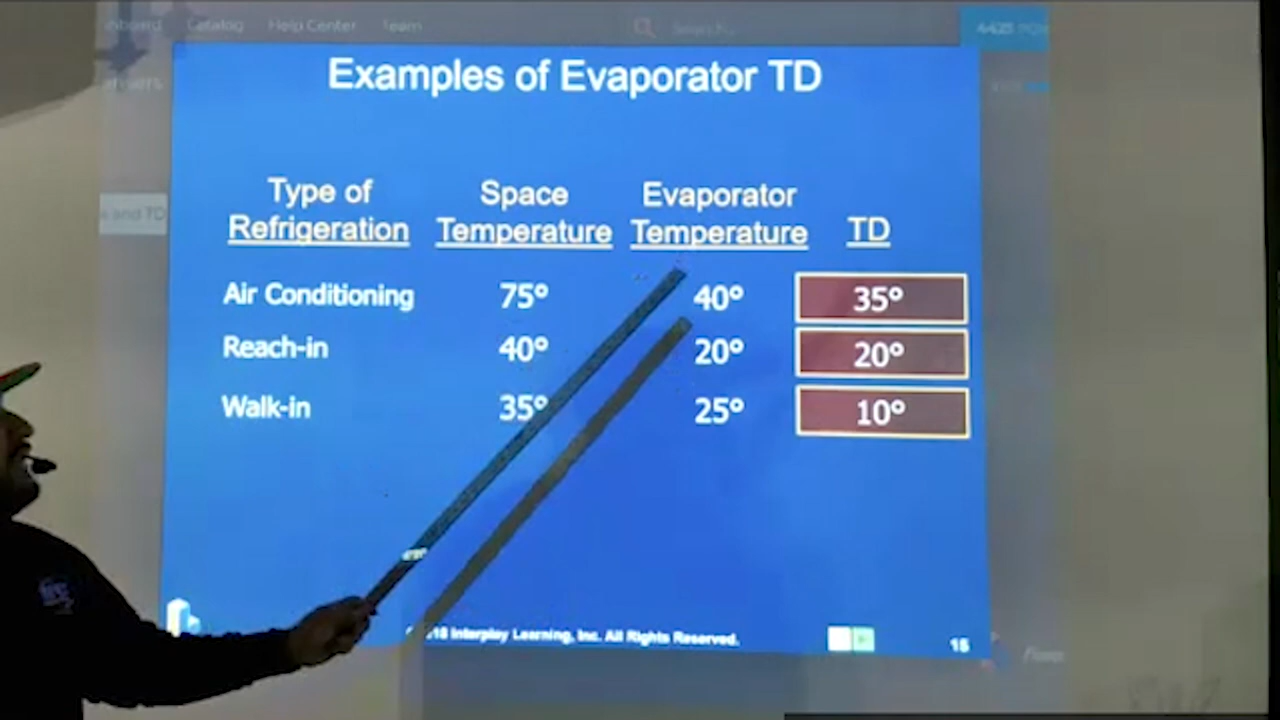 Catalog Help Center Team
Examples of Evaporator TD
Type of Refrigeration
Space Temperature
Evaporator Temperature
TD
Air Conditioning 75° 40° 35°
Reach-in 40° 20° 20°
Walk-in 35° 25° 10°
Interplay Learning, Inc. All Rights Reserved.
15